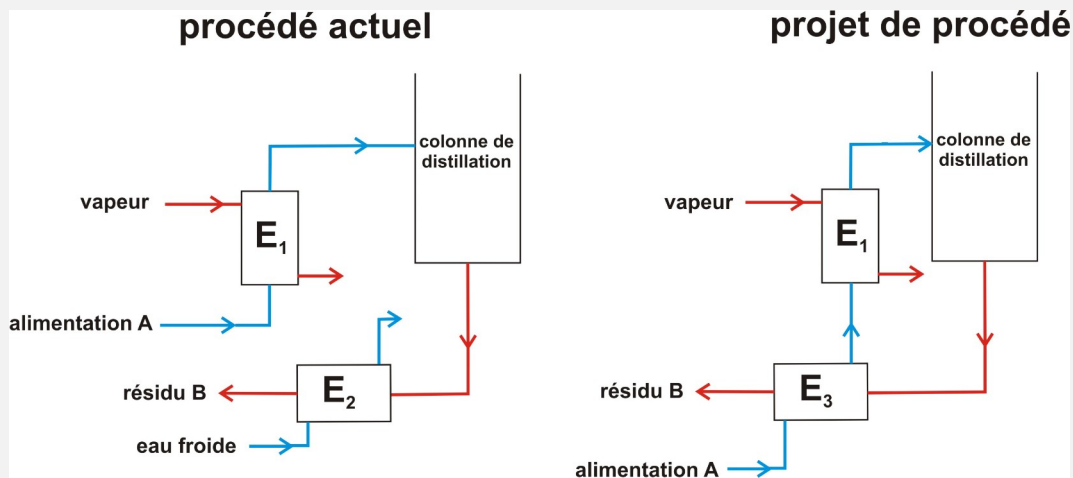 procédé actuel
colonne de
distillation
vapeur
E1
alimentation A
résidu B
E2
eau froide
projet de procédé
colonne de
distillation
vapeur
E1
résidu B
E3
alimentation A